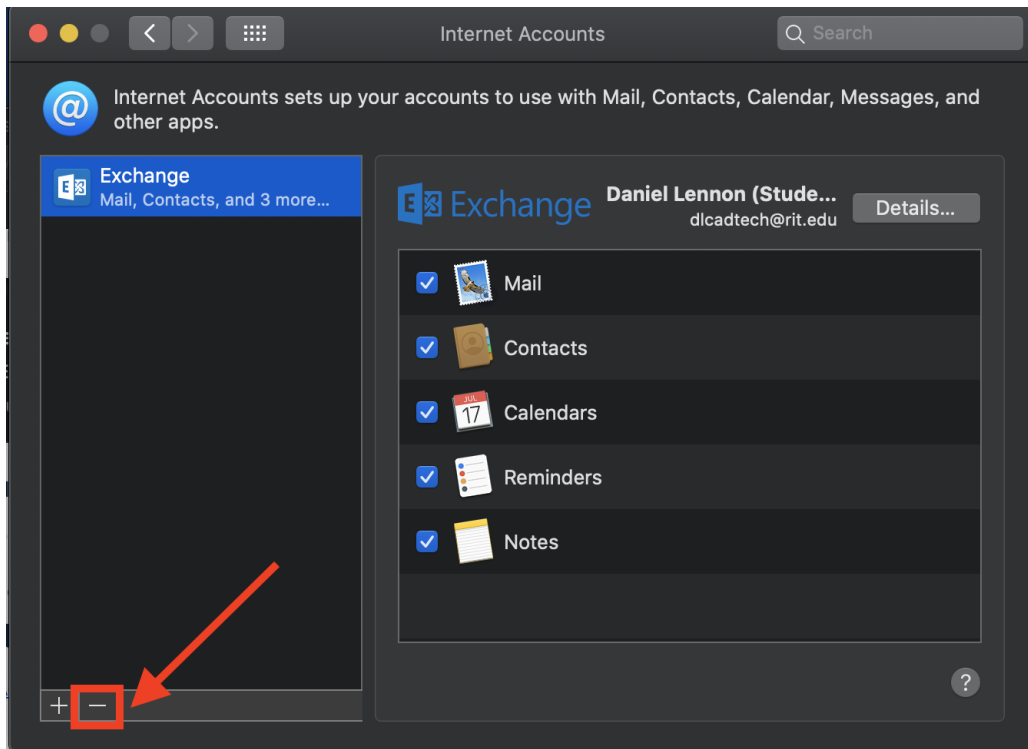 Internet Accounts
Search
Internet Accounts sets up your accounts to use with Mail, Contacts, Calendar, Messages, and
other apps.
Exchange
Mail, Contacts, and 3 more...
Exchange
Daniel Lennon (Stude...
dlcadtech@rit.edu
Details...
Mail
Contacts
JUL
17
Calendars
Reminders
Notes
+ −
?